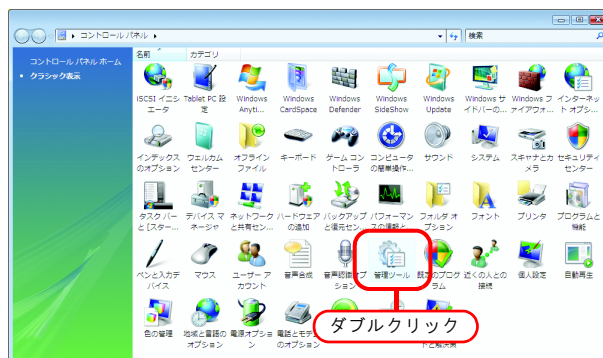 コントロール パネル
検索
コントロール パネル ホーム
クラシック表示
名前 カテゴリ
iSCSI イニシエータ
Tablet PC 設定
Windows Anyti...
Windows CardSpace
Windows Defender
Windows SideShow
Windows Update
Windows サイドバーの...
Windows ファイアウォ...
インターネット オプシ...
インデックスのオプション
ウェルカム センター
オフライン ファイル
キーボード
ゲーム コントローラ
コンピュータの簡単操作...
サウンド
システム
スキャナとカメラ
セキュリティ センター
タスク バーと [スター...
デバイス マネージャ
ネットワークと共有セン...
ハードウェアの追加
バックアップと復元セン...
パフォーマンスの情報と
フォルダ オプション
フォント
プリンタ
プログラムと機能
ペンと入力デバイス
マウス
ユーザー アカウント
音声合成
音声認識オプション
管理ツール
既定のプログラム
近くの人との接続
個人設定
自動再生
色の管理
地域と言語のオプション
電源オプション
電話とモデムのオプション
ダブルクリック